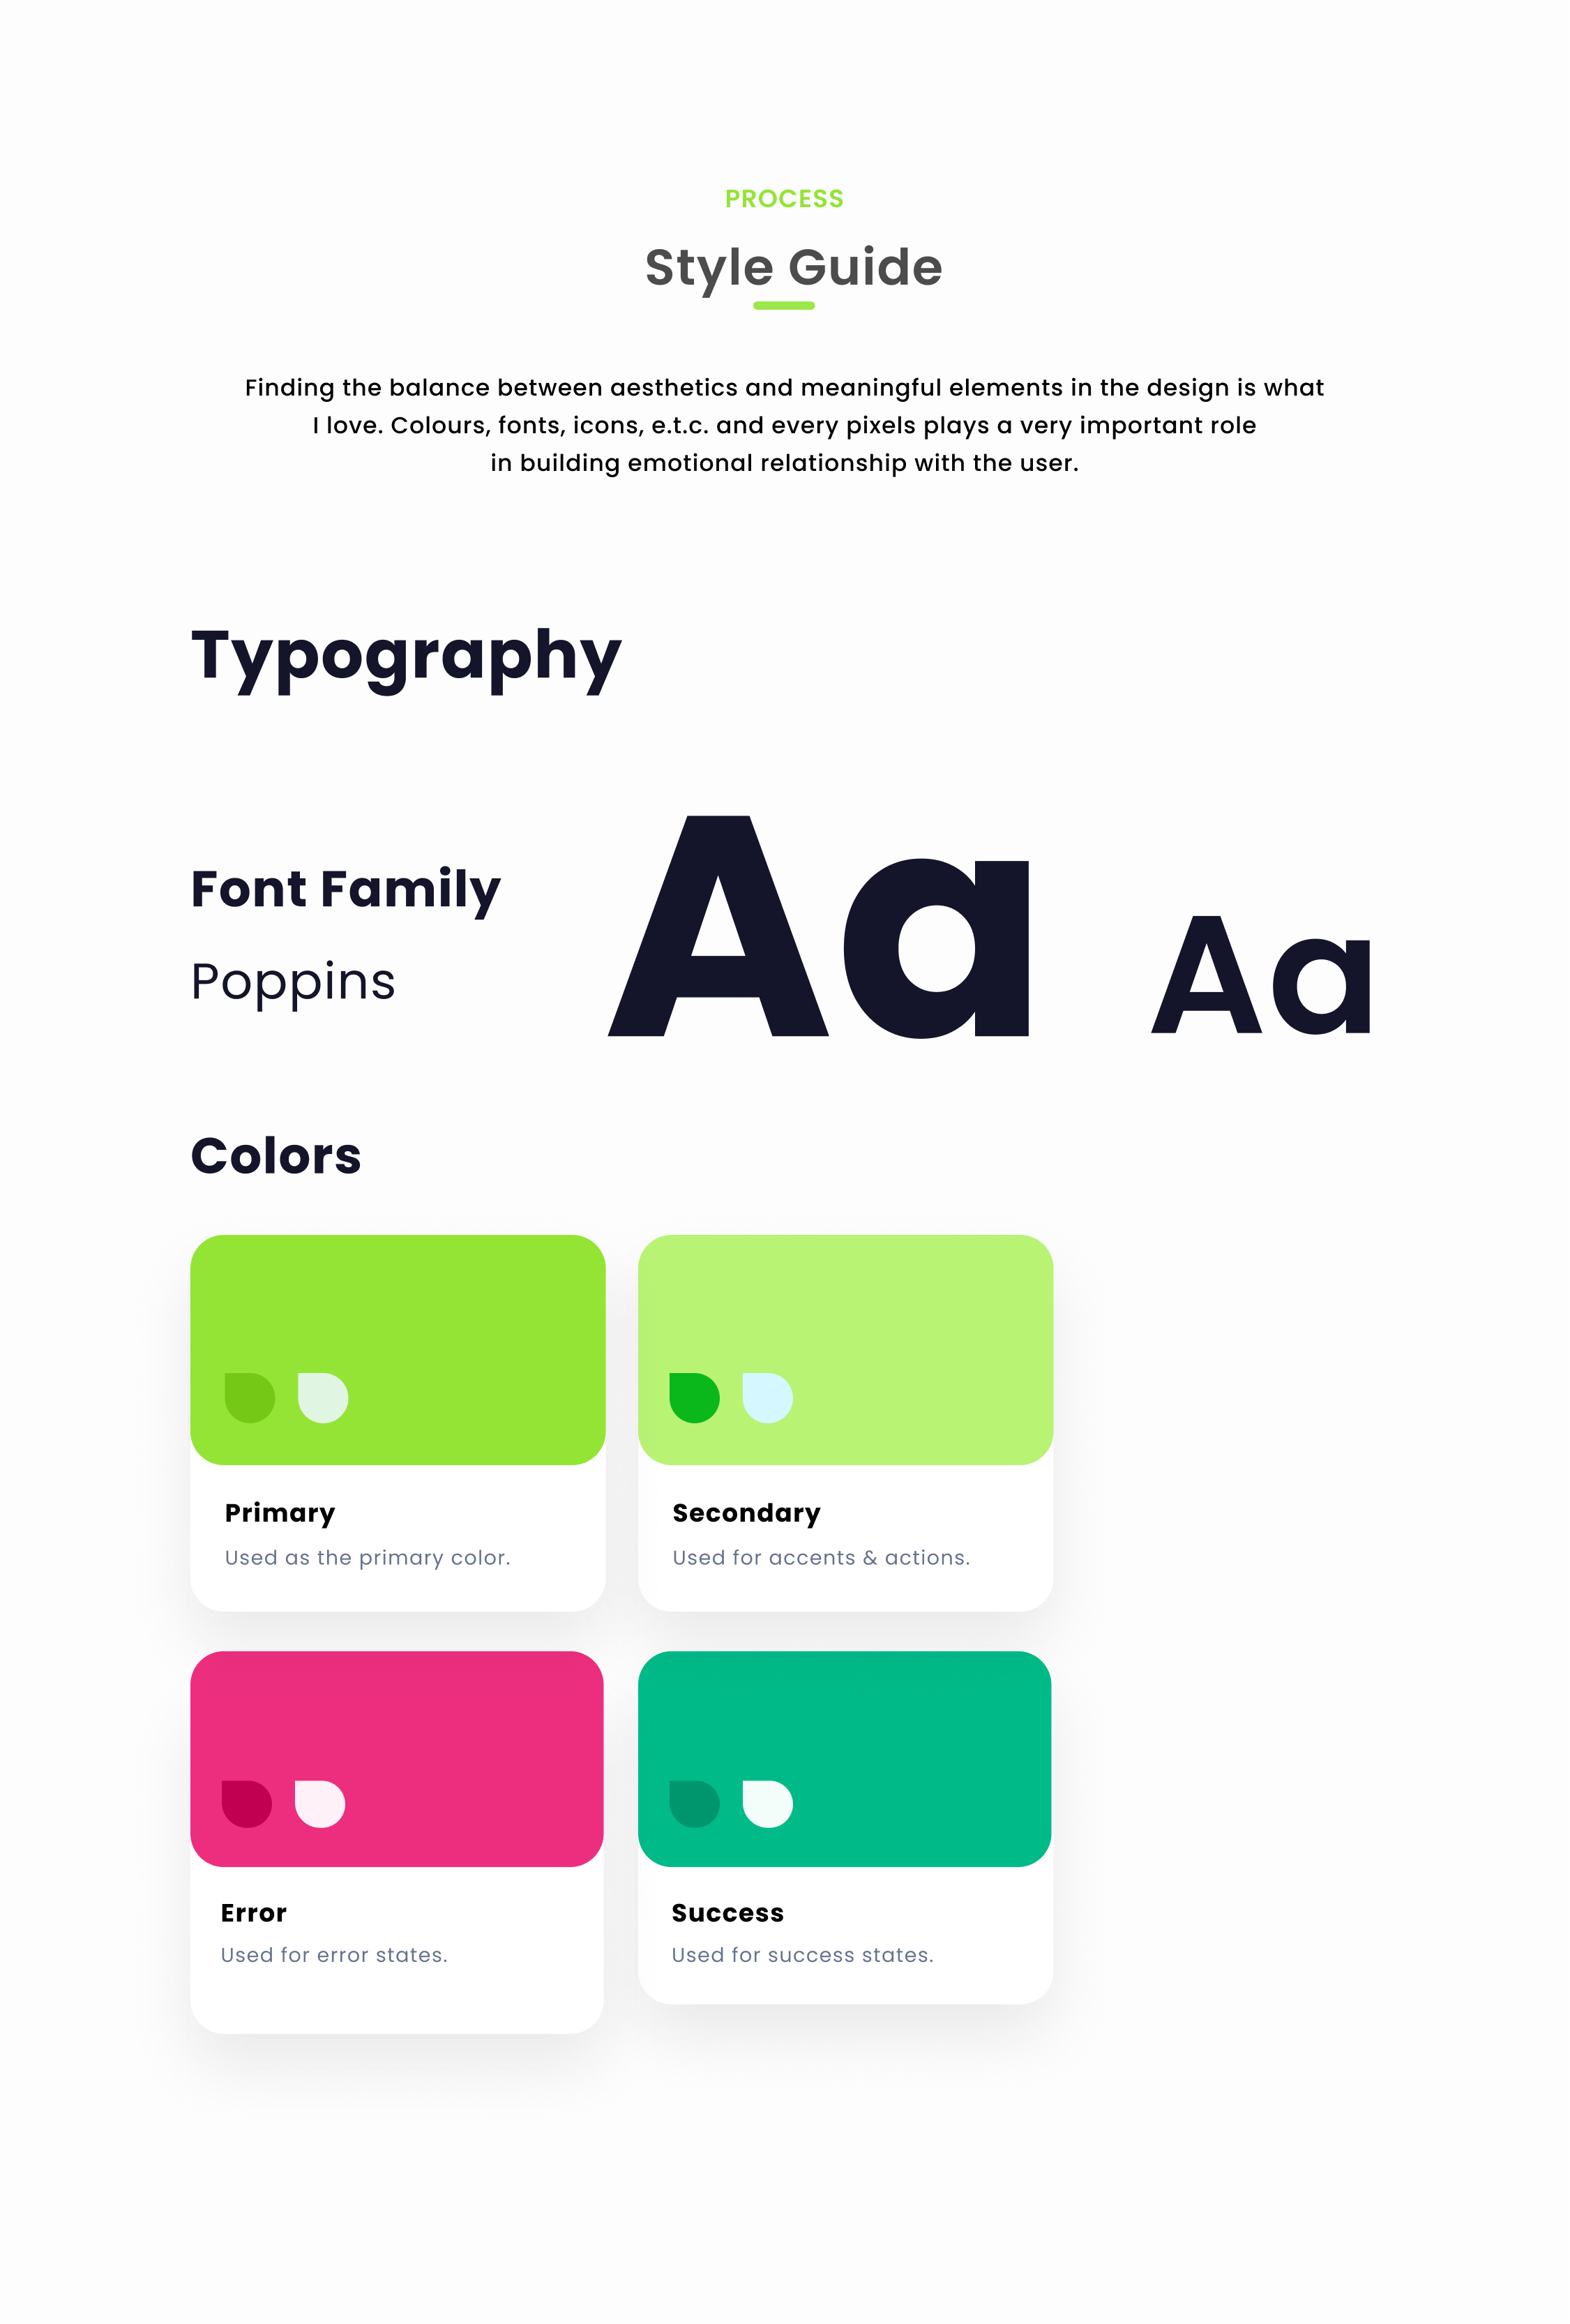 PROCESS
Style Guide
Finding the balance between aesthetics and meaningful elements in the design is what
I love. Colours, fonts, icons, e.t.c. and every pixels plays a very important role
in building emotional relationship with the user.
Typography
Font Family
Poppins
Aa
Aa
Colors
Primary
Used as the primary color.
Secondary
Used for accents & actions.
Error
Used for error states.
Success
Used for success states.